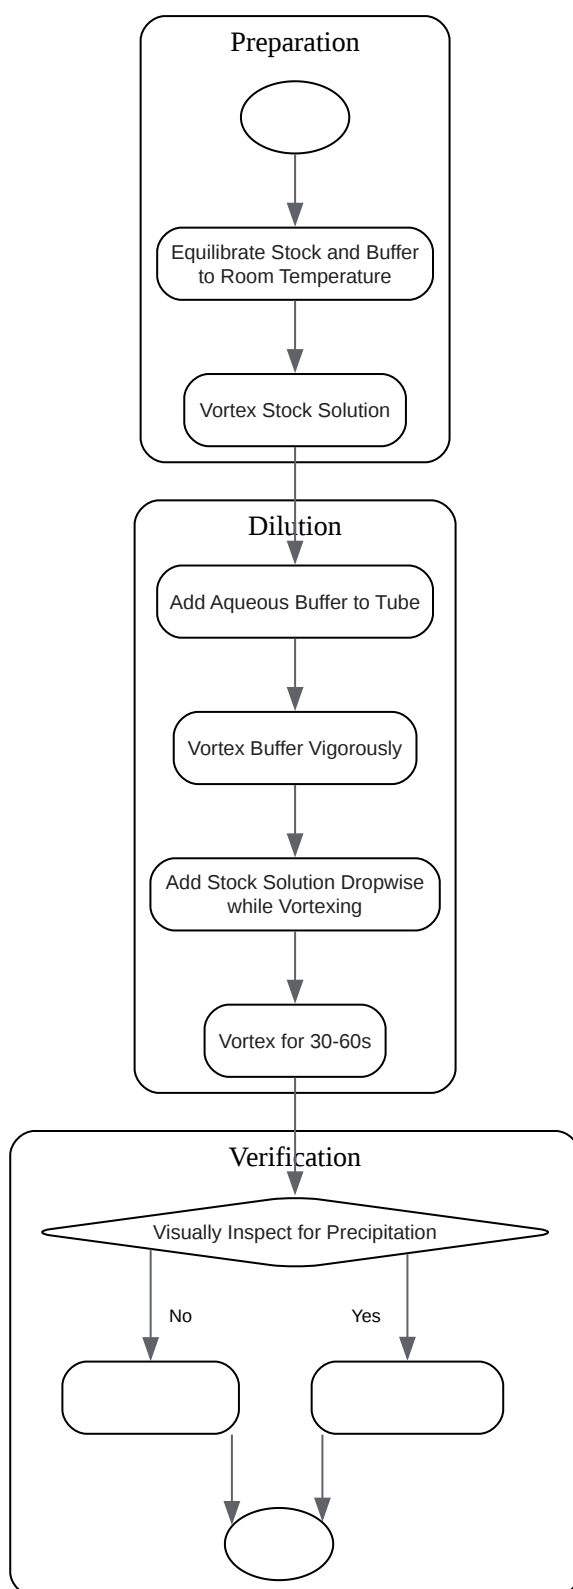 Preparation
Equilibrate Stock and Buffer
to Room Temperature
Vortex Stock Solution
Dilution
Add Aqueous Buffer to Tube
Vortex Buffer Vigorously
Add Stock Solution Dropwise
while Vortexing
Vortex for 30-60s
Verification
Visually Inspect for Precipitation
No
Yes